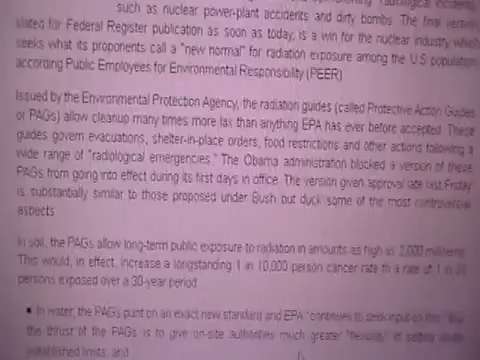 such as nuclear power-plant accidents and dirty bombs. The final version
slated for Federal Register publication as soon as today, is a win for the nuclear industry which
seeks what its proponents call a "new normal" for radiation exposure among the U.S population
according Public Employees for Environmental Responsibility (PEER)
Issued by the Environmental Protection Agency, the radiation guides (called Protective Action Guides
or PAGs) allow cleanup many times more lax than anything EPA has ever before accepted. These
guides govern evacuations, shelter-in-place orders, food restrictions and other actions following a
wide range of "radiological emergencies." The Obama administration blocked a version of these
PAGs from going into effect during its first days in office. The version given approval late last Friday
is substantially similar to those proposed under Bush but duck some of the most controversial
aspects
In soil, the PAGs allow long-term public exposure to radiation in amounts as high as 2,000 millirems
This would, in effect, increase a longstanding 1 in 10,000 person cancer rate to a rate of 1 in
persons exposed over a 30-year period
• In water, the PAGs punt on an exact new standard and EPA "continues to seek input on this." But
the thrust of the PAGs is to give on-site authorities much greater "flexibility" in setting
established limits; and